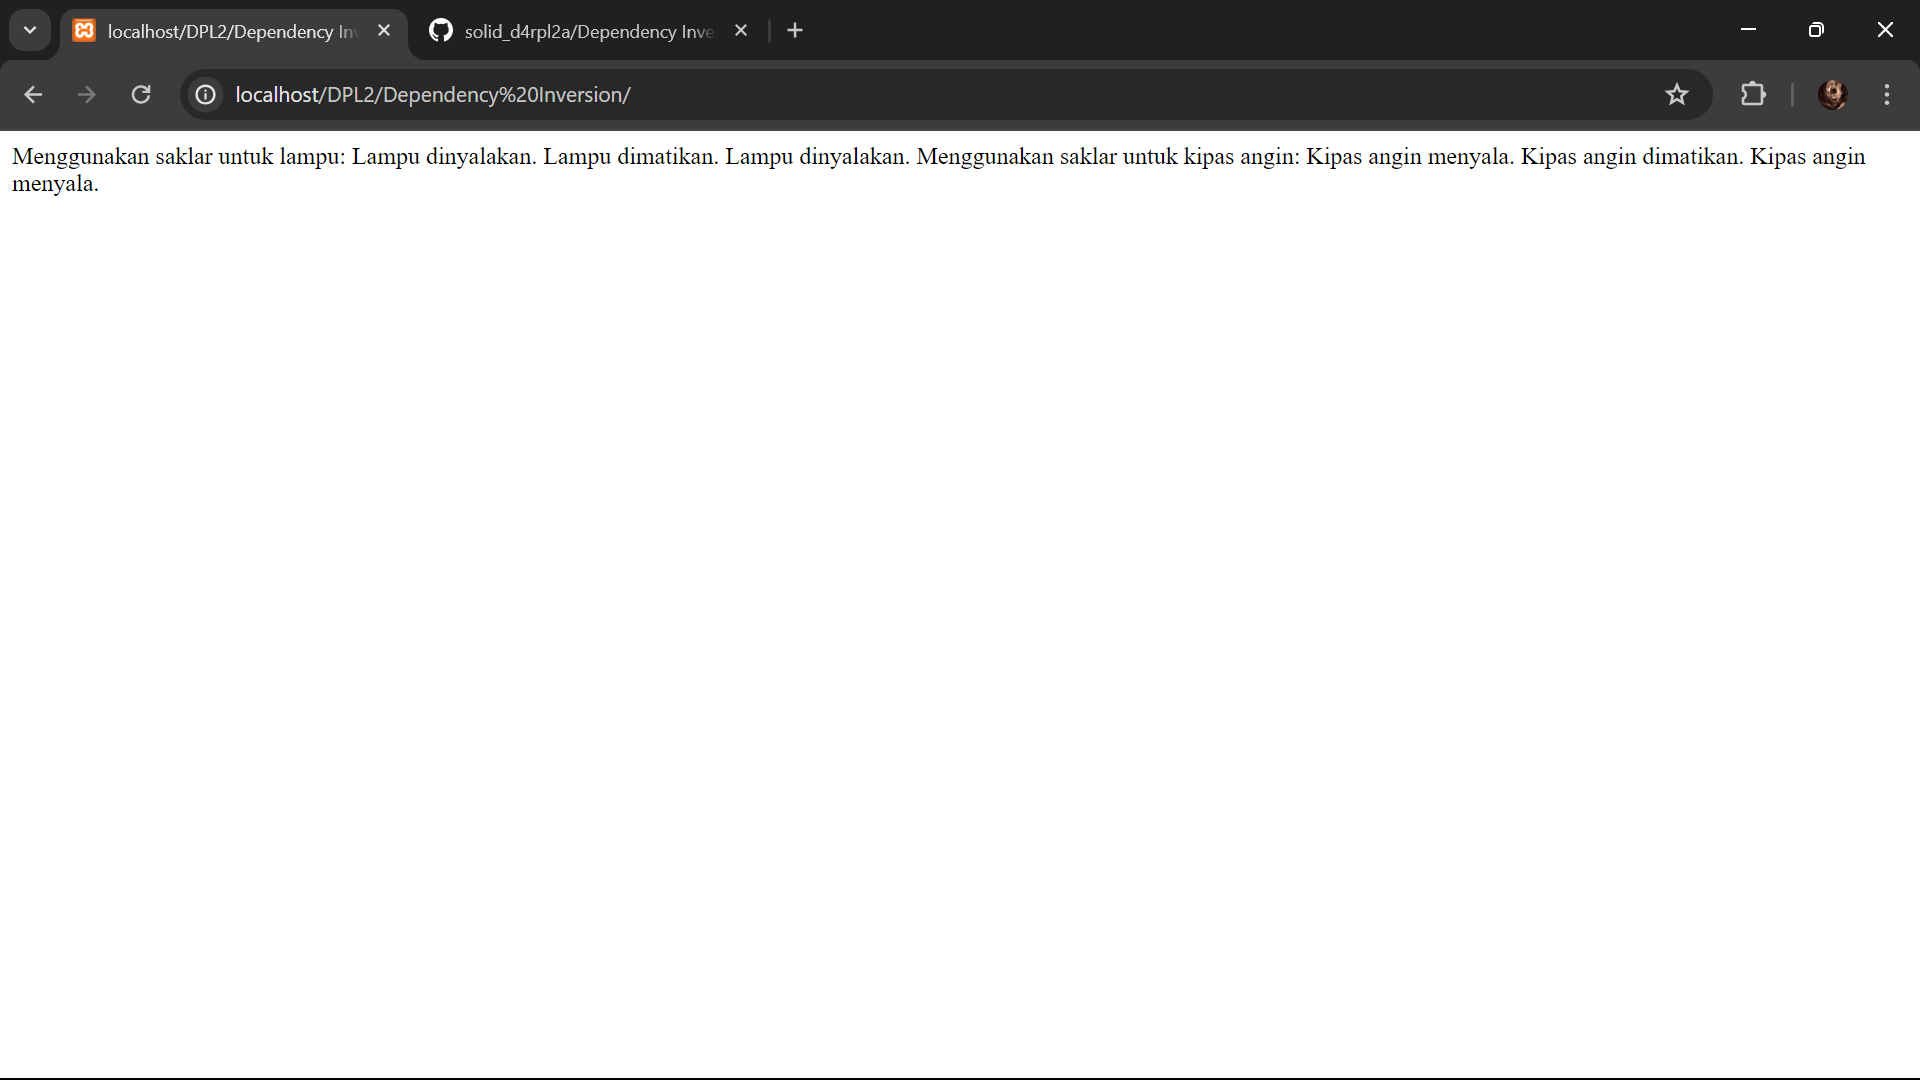 localhost/DPL2/Dependency In
solid_d4rpl2a/Dependency Inve
localhost/DPL2/Dependency%20Inversion/
Menggunakan saklar untuk lampu: Lampu dinyalakan. Lampu dimatikan. Lampu dinyalakan. Menggunakan saklar untuk kipas angin: Kipas angin menyala. Kipas angin dimatikan. Kipas angin
menyala.